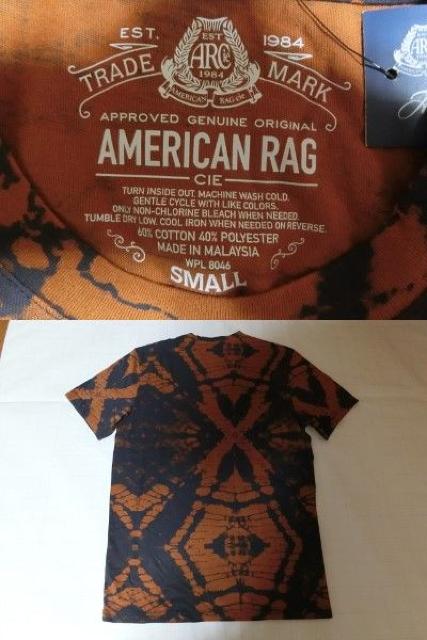 EST. 1984
EST
ARCo
1984
AMERICAN RAG cie
TRADE MARK
APPROVED GENUINE ORIGINAL
AMERICAN RAG
CIE
TURN INSIDE OUT. MACHINE WASH COLD.
GENTLE CYCLE WITH LIKE COLORS.
ONLY NON-CHLORINE BLEACH WHEN NEEDED.
TUMBLE DRY LOW. COOL IRON WHEN NEEDED ON REVERSE.
60% COTTON 40% POLYESTER
MADE IN MALAYSIA
WPL 8046
SMALL